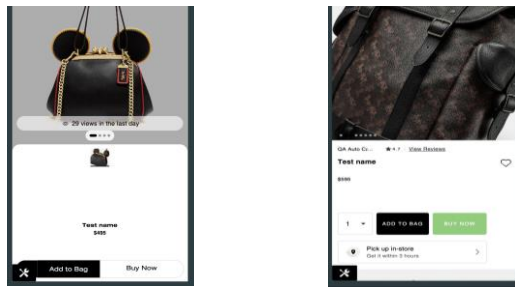 29 views in the last day
Test name
$495
Add to Bag
Buy Now
QA Auto Co...
4.7
View Reviews
Test name
$595
1
ADD TO BAG
BUY NOW
Pick up in-store
Get it within 2 hours